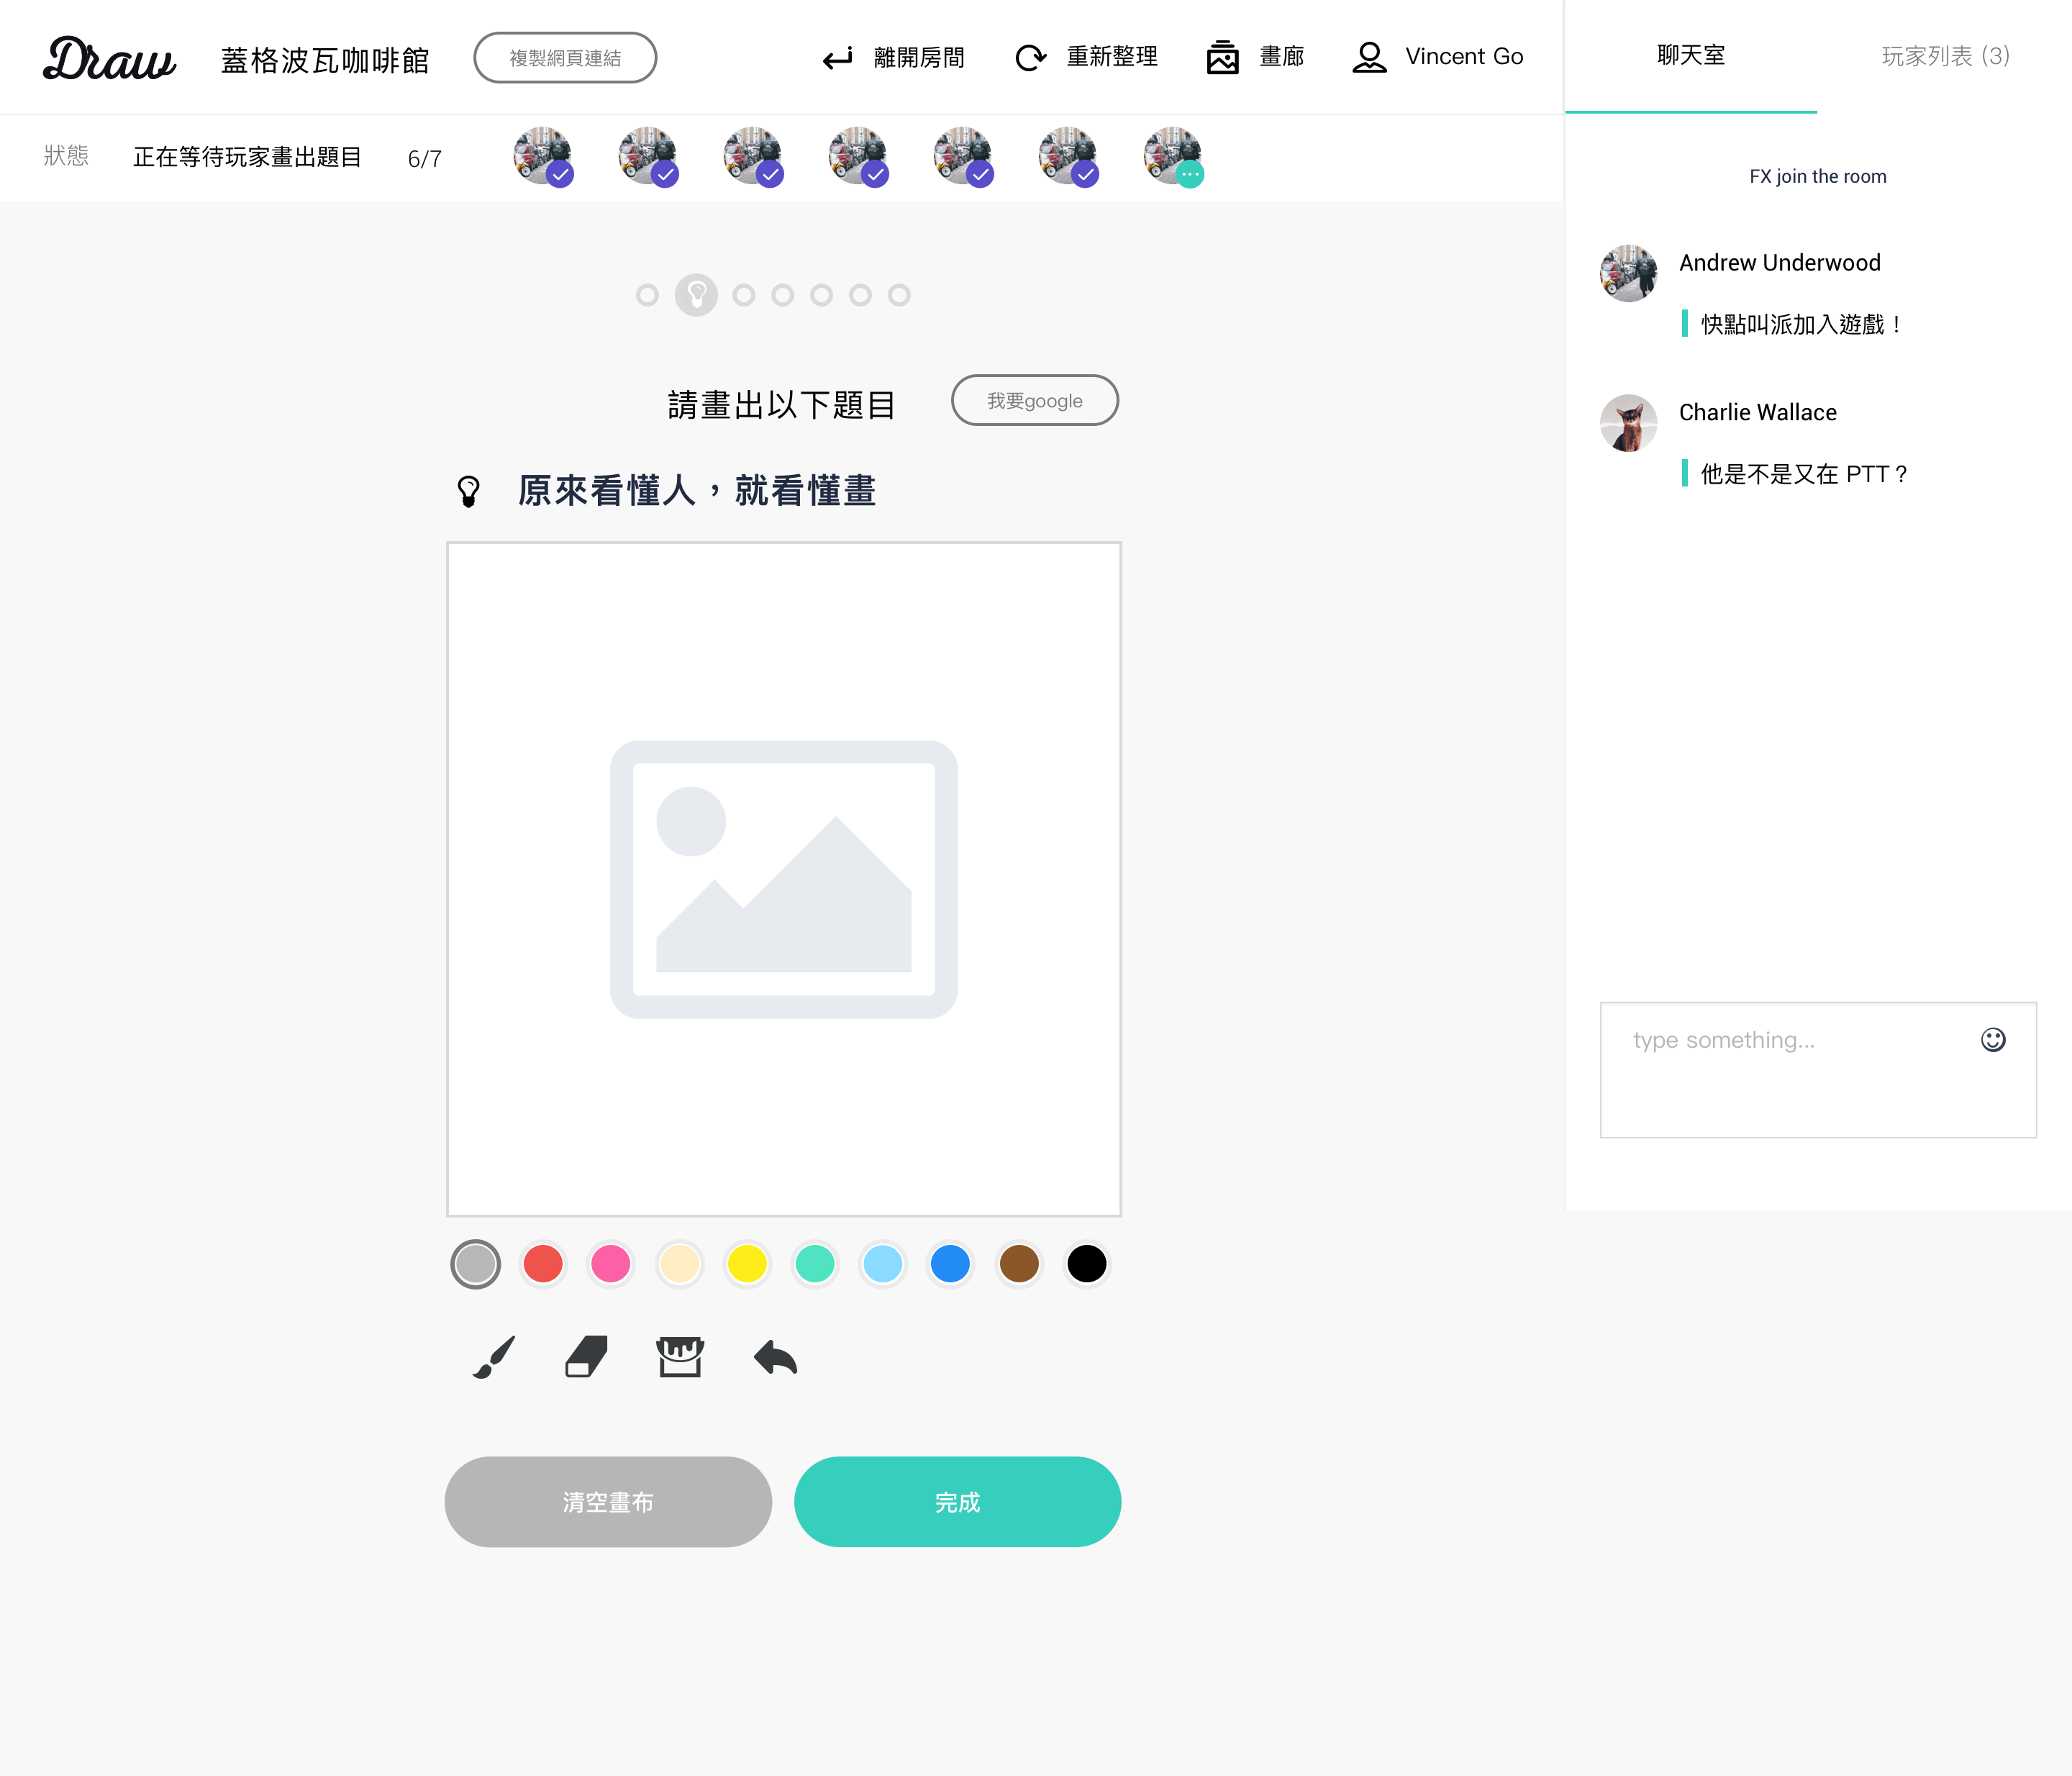 Draw
蓋格波瓦咖啡館
複製網頁連結
離開房間
重新整理
畫廊
Vincent Go
聊天室
玩家列表 (3)
狀態
正在等待玩家畫出題目
6/7
FX join the room
Andrew Underwood
快點叫派加入遊戲！
Charlie Wallace
他是不是又在 PTT？
請畫出以下題目
我要google
原來看懂人，就看懂畫
type something...
清空畫布
完成